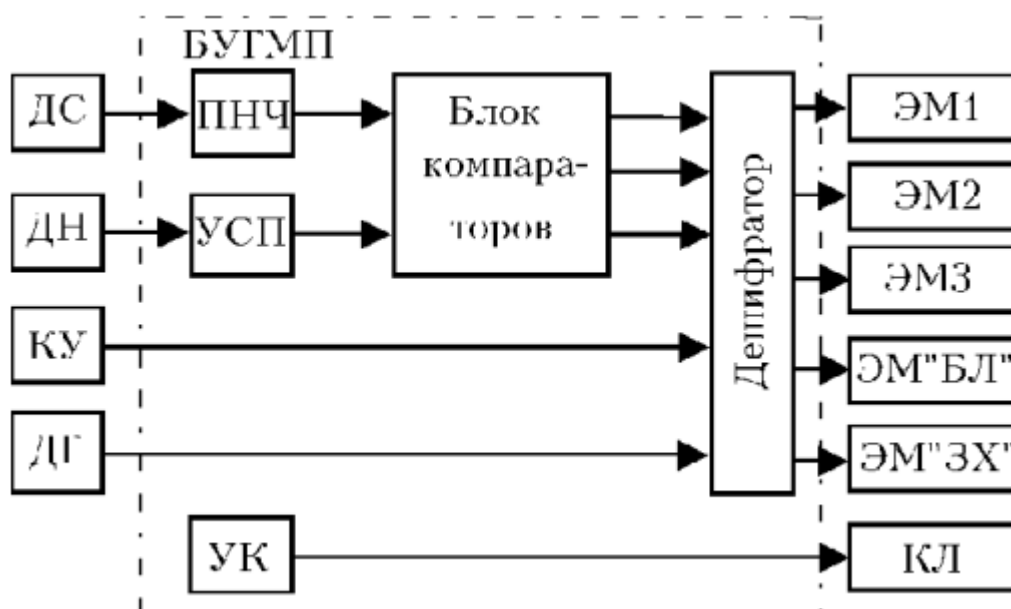 БУГМП
ДС
ПНЧ
Блок
компара-
торов
Дешифратор
ЭМ1
ДН
УСП
ЭМ2
ЭМ3
КУ
ЭМ"БЛ"
ДГ
ЭМ"ЗХ"
УК
КЛ